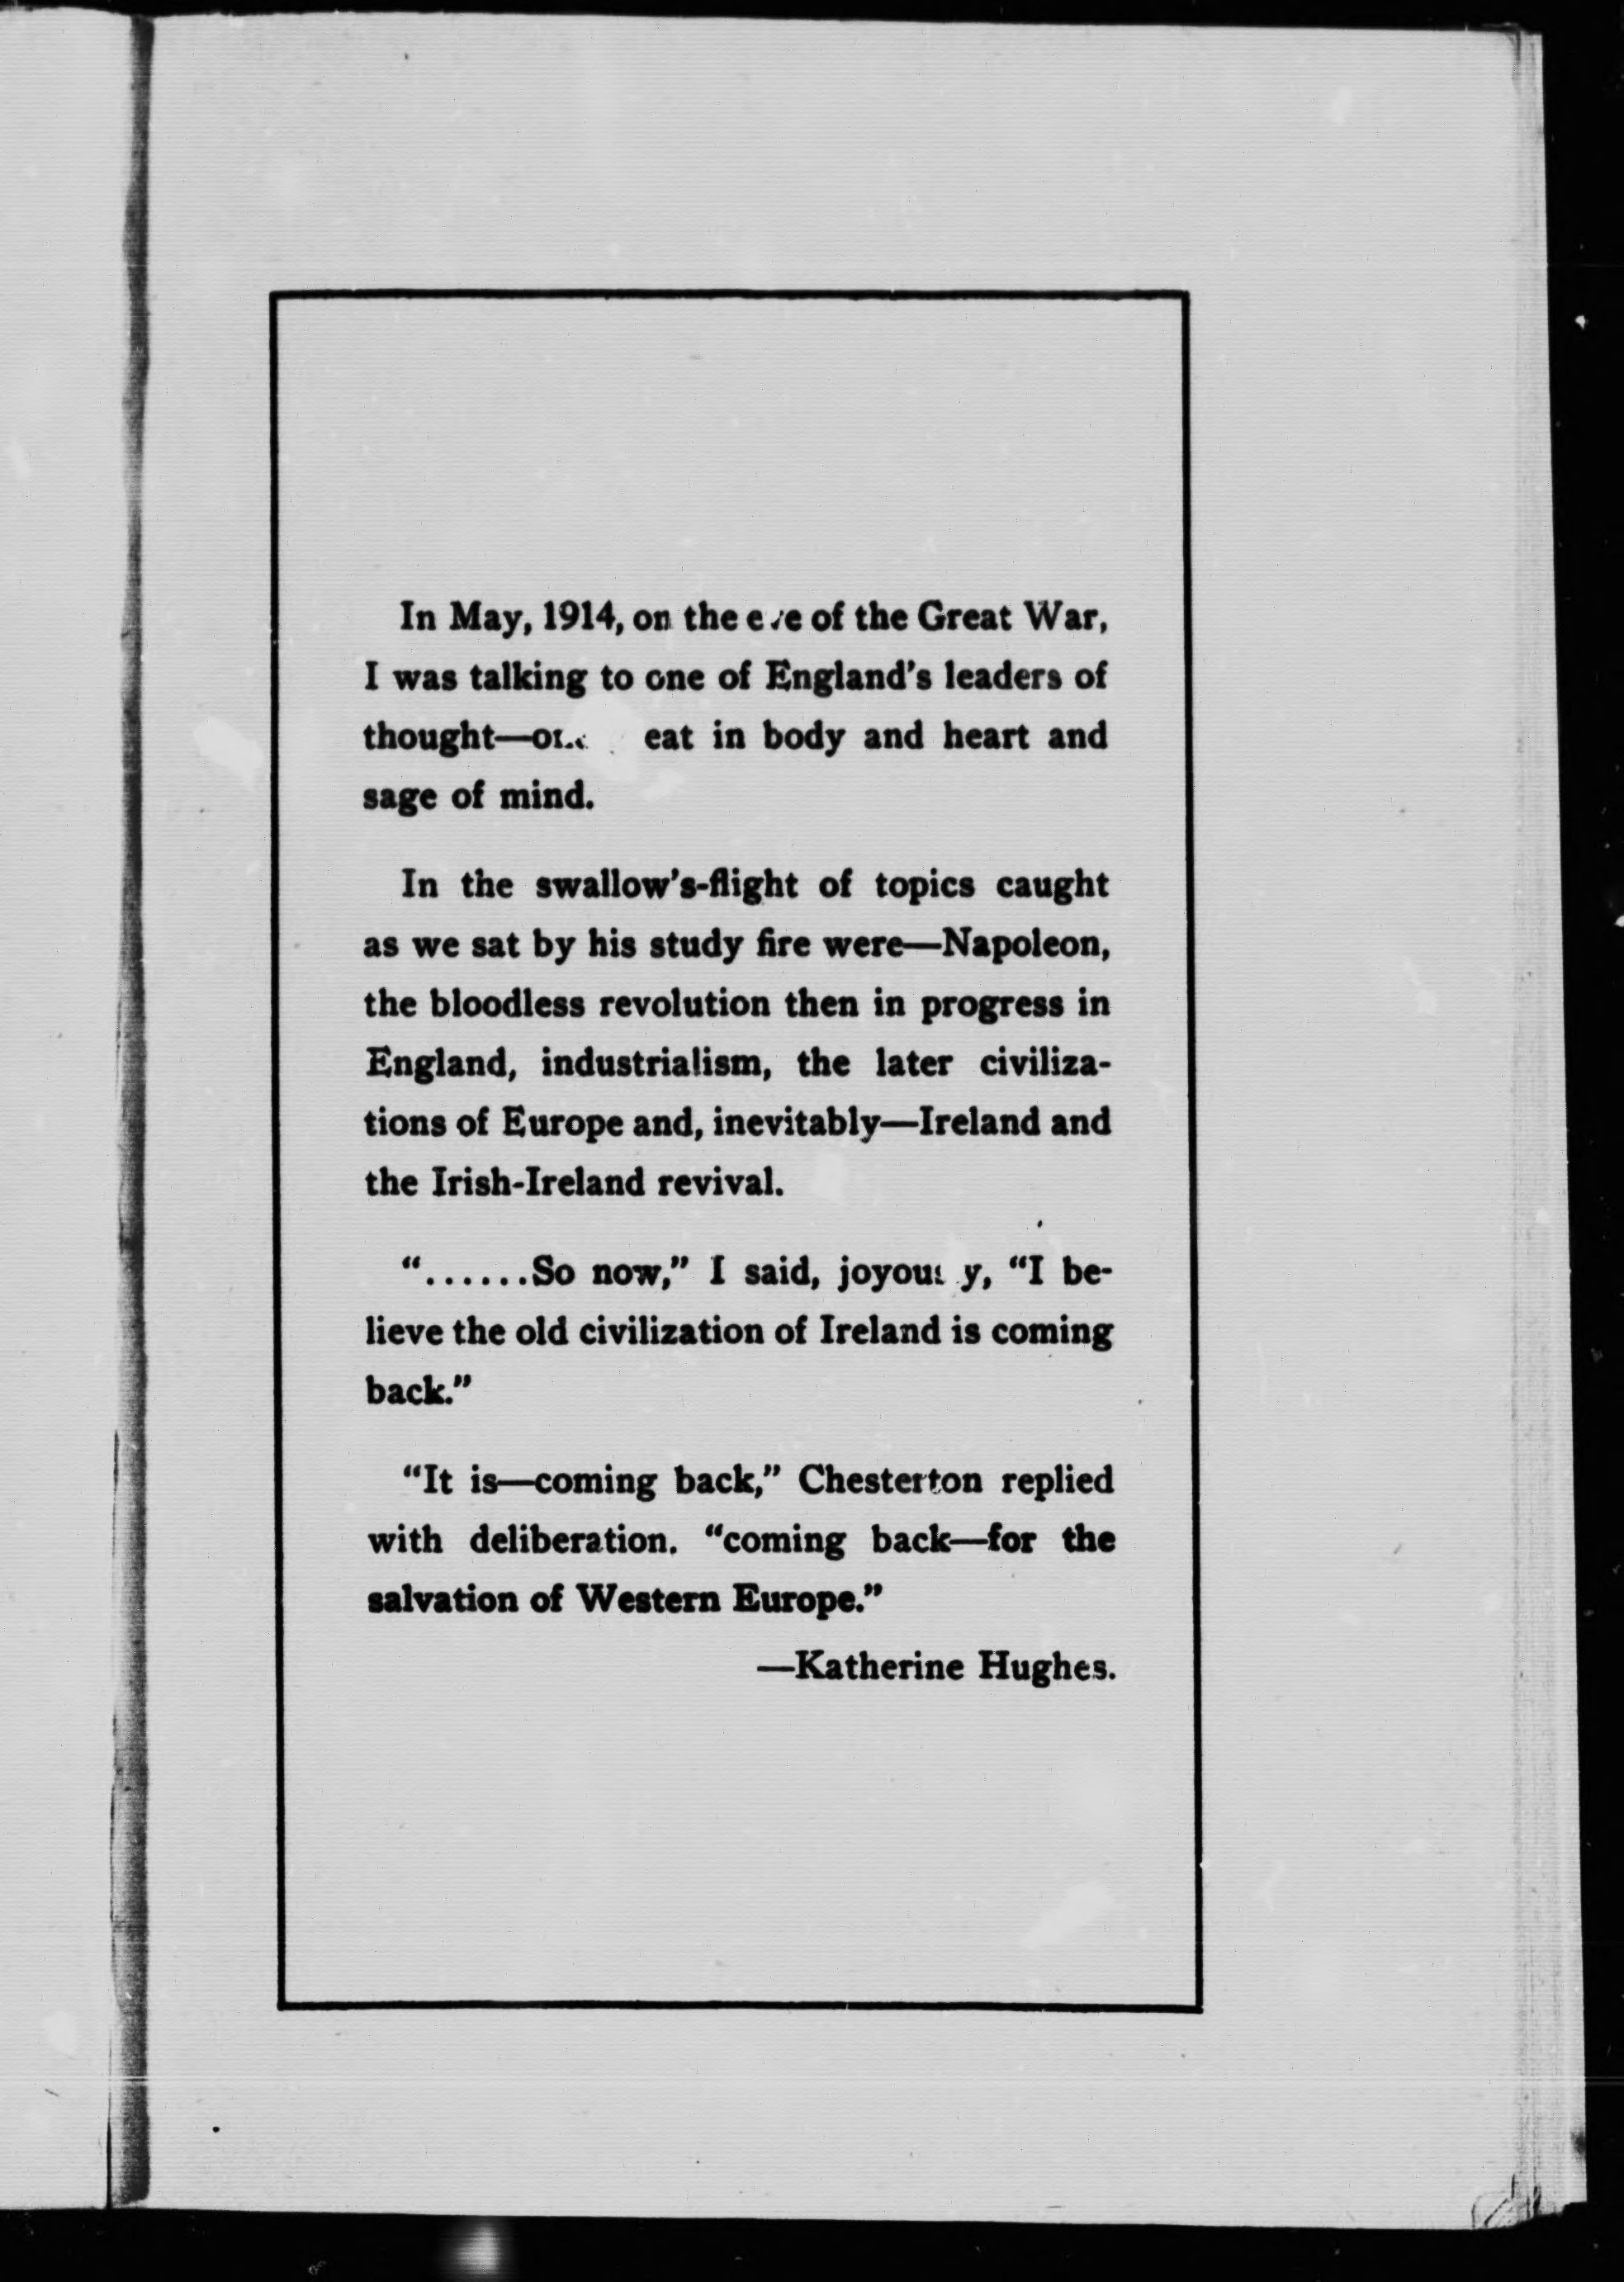 In May, 1914, on the eve of the Great War,
I was talking to one of England's leaders of
thought— eat in body and heart and
sage of mind.
In the swallow's-flight of topics caught
as we sat by his study fire were—Napoleon,
the bloodless revolution then in progress in
England, industrialism, the later civiliza-
tions of Europe and, inevitably—Ireland and
the Irish-Ireland revival.
"......So now," I said, joyously, "I be-
lieve the old civilization of Ireland is coming
back."
"It is—coming back," Chesterton replied
with deliberation. "coming back—for the
salvation of Western Europe."
—Katherine Hughes.